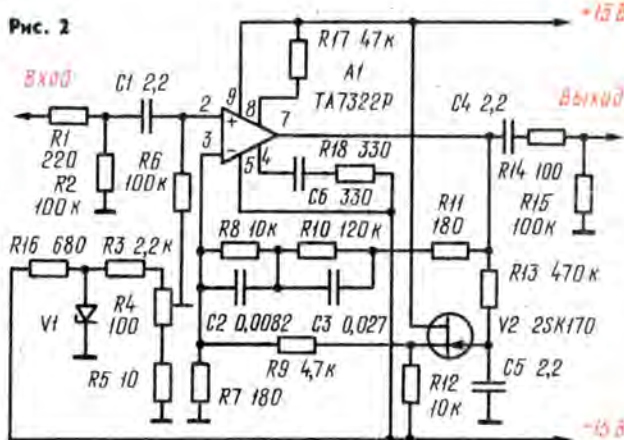 Рис. 2
+15 В
R17 47к
A1
TA7322P
Вход
C1 2,2
2
9
8
7
+
3
−
5
4
C4 2,2
Выход
R1
220
R2
100к
R6
100к
R18 330
C6 330
R14 100
R15
100к
R8 10к
R10 120к
R11
180
R16 680
R3 2,2к
R4
100
R13 470к
V1
C2 0,0082
C3 0,027
V2 2SK170
R5 10
R9 4,7к
R7 180
R12
10к
C5 2,2
−15 В